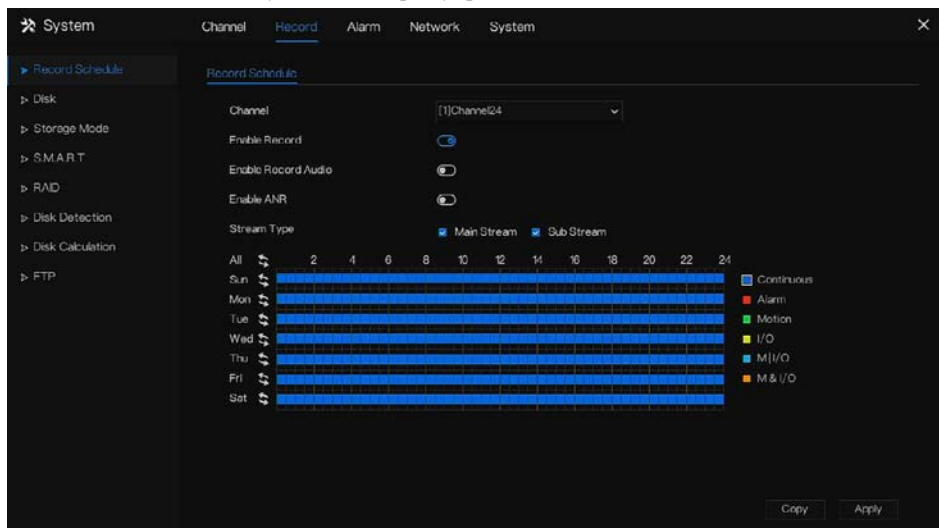 System
Channel Record Alarm Network System
Record Schedule
Disk
Storage Mode
S.M.A.R.T
RAID
Disk Detection
Disk Calculation
FTP
Record Schedule
Channel [1]Channel24
Enable Record
Enable Record Audio
Enable ANR
Stream Type Main Stream Sub Stream
All 2 4 6 8 10 12 14 16 18 20 22 24
Sun
Mon
Tue
Wed
Thu
Fri
Sat
Continuous
Alarm
Motion
I/O
M|I/O
M & I/O
Copy Apply